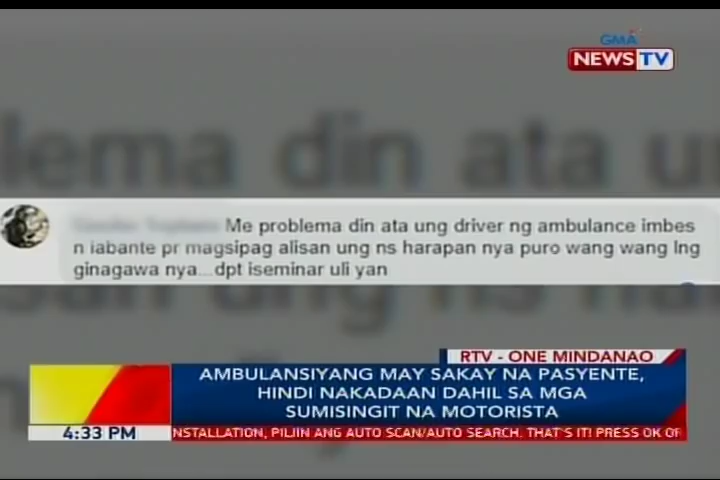 GMA
NEWS TV
lema din ata u
Me problema din ata ung driver ng ambulance imbes
n iabante pr magsipag alisan ung ns harapan nya puro wang wang lng
ginagawa nya...dpt iseminar uli yan
RTV - ONE MINDANAO
AMBULANSIYANG MAY SAKAY NA PASYENTE,
HINDI NAKADAAN DAHIL SA MGA
SUMISINGIT NA MOTORISTA
4:33 PM NSTALLATION, PILIIN ANG AUTO SCAN/AUTO SEARCH. THAT'S IT! PRESS OK OR